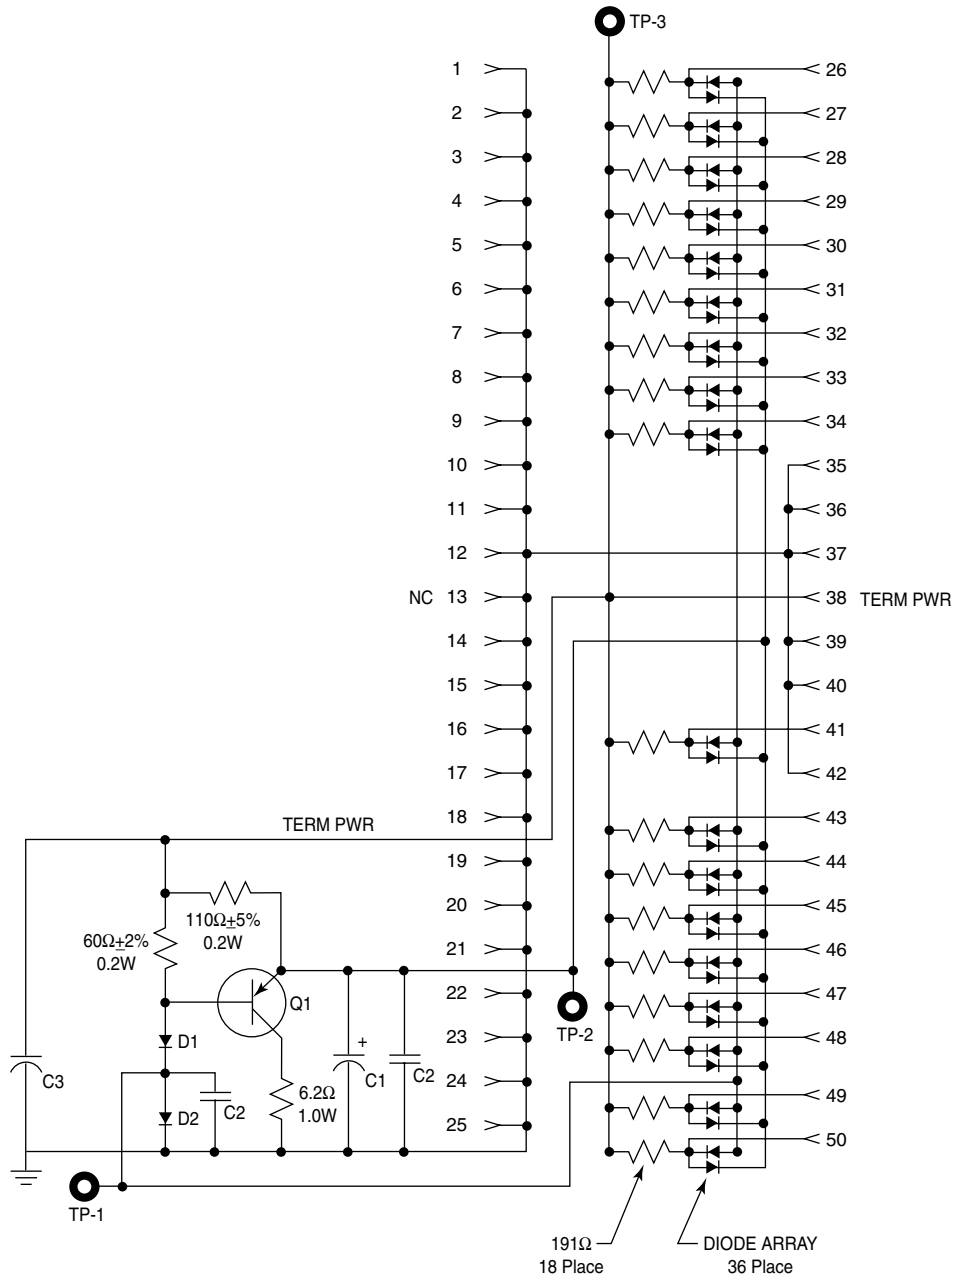 TP-3
1
26
2
27
3
28
4
29
5
30
6
31
7
32
8
33
9
34
10
35
11
36
12
37
NC 13
38 TERM PWR
14
39
15
40
16
41
17
42
18
43
TERM PWR
19
44
20
45
110Ω±5%
0.2W
60Ω±2%
0.2W
21
46
22
47
Q1
TP-2
23
48
D1
+
C3
C1
C2
24
6.2Ω
1.0W
49
C2
D2
25
50
TP-1
191Ω
18 Place
DIODE ARRAY
36 Place